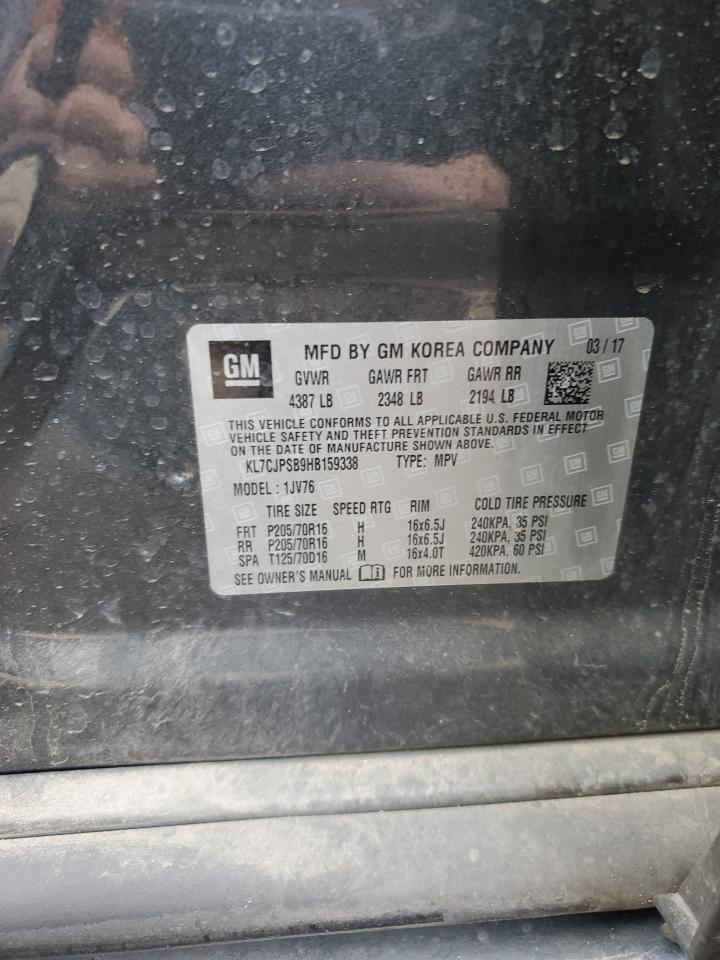 GM
MFD BY GM KOREA COMPANY 03 / 17
GVWR GAWR FRT GAWR RR
4387 LB 2348 LB 2194 LB
THIS VEHICLE CONFORMS TO ALL APPLICABLE U.S. FEDERAL MOTOR
VEHICLE SAFETY AND THEFT PREVENTION STANDARDS IN EFFECT
ON THE DATE OF MANUFACTURE SHOWN ABOVE.
KL7CJPSB9HB159338 TYPE: MPV
MODEL : 1JV76
TIRE SIZE SPEED RTG RIM COLD TIRE PRESSURE
FRT P205/70R16 H 16x6.5J 240KPA, 35 PSI
RR P205/70R16 H 16x6.5J 240KPA, 35 PSI
SPA T125/70D16 M 16x4.0T 420KPA, 60 PSI
SEE OWNER'S MANUAL FOR MORE INFORMATION.